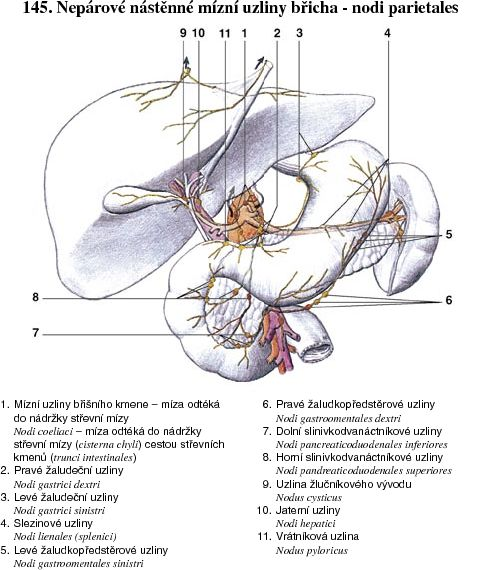 145. Nepárové nástěnné mízní uzliny břicha - nodi parietales
9 10 11 1 2 3 4
5
6
8
7
1. Mízní uzliny břišního kmene – míza odtéká
do nádržky střevní mízy
Nodi coeliaci – míza odtéká do nádržky
střevní mízy (cisterna chyli) cestou střevních
kmenů (trunci intestinales)
2. Pravé žaludeční uzliny
Nodi gastrici dextri
3. Levé žaludeční uzliny
Nodi gastrici sinistri
4. Slezinové uzliny
Nodi lienales (splenici)
5. Levé žaludkopředstěrové uzliny
Nodi gastroomentales sinistri
6. Pravé žaludkopředstěrové uzliny
Nodi gastroomentales dextri
7. Dolní slinivkodvanáctníkové uzliny
Nodi pancreaticoduodenales inferiores
8. Horní slinivkodvanáctníkové uzliny
Nodi pandreaticoduodenales superiores
9. Uzlina žlučníkového vývodu
Nodus cysticus
10. Jaterní uzliny
Nodi hepatici
11. Vrátníková uzlina
Nodus pyloricus